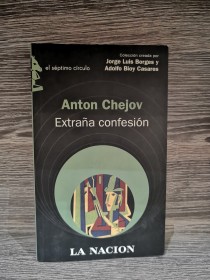 el séptimo círculo
Colección creada por
Jorge Luis Borges y
Adolfo Bioy Casares
Anton Chejov
Extraña confesión
LA NACION